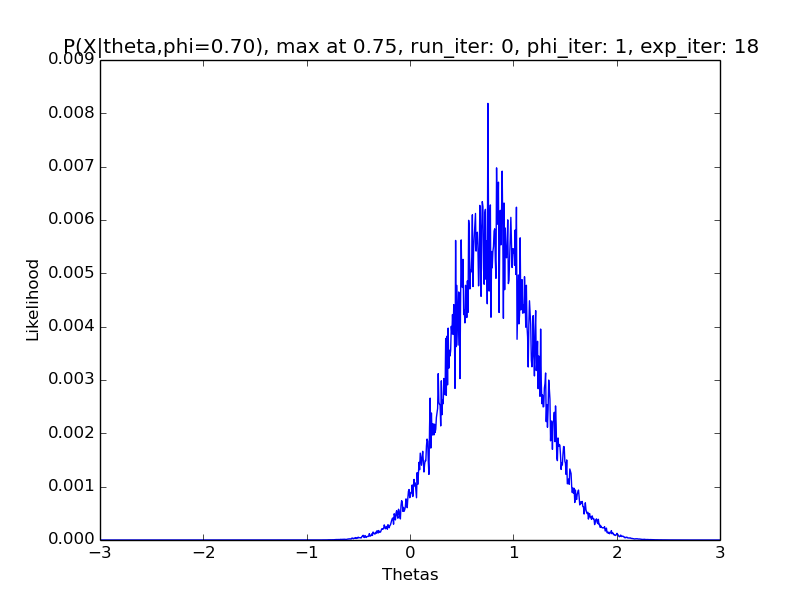 P(X|theta,phi=0.70), max at 0.75, run_iter: 0, phi_iter: 1, exp_iter: 18
0.009
0.008
0.007
0.006
0.005
0.004
0.003
0.002
0.001
0.000
Likelihood
−3 −2 −1 0 1 2 3
Thetas